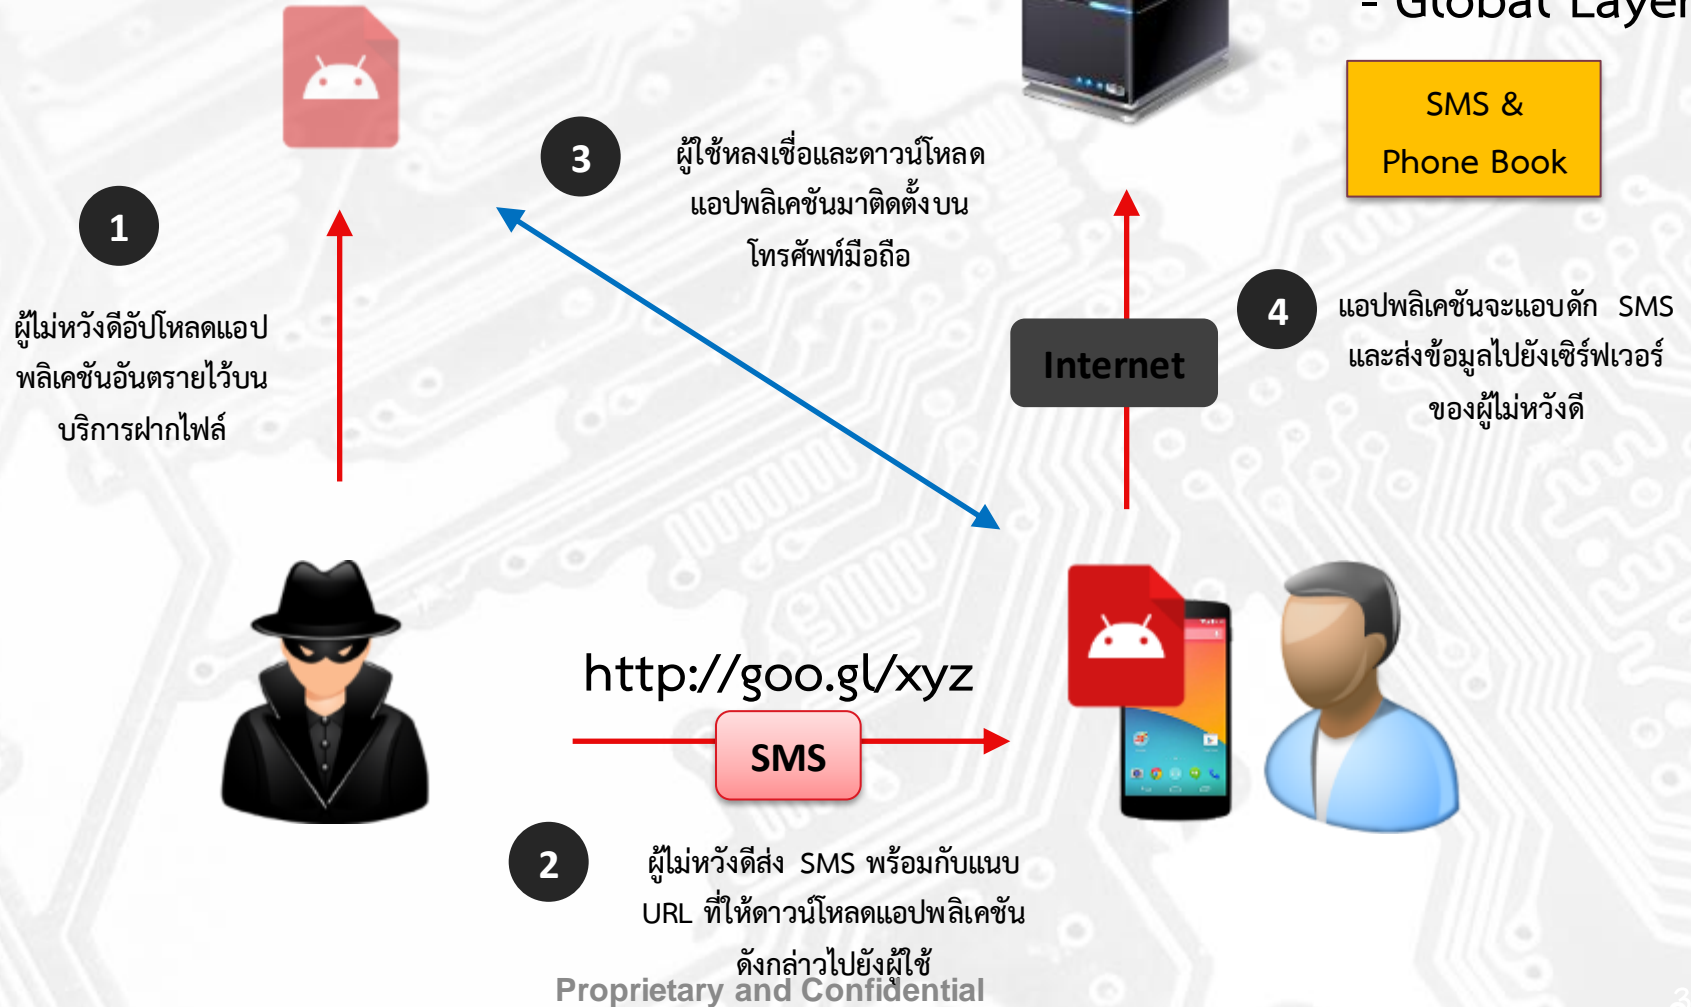 - Global Layer
SMS &
Phone Book
3
ผู้ใช้หลงเชื่อและดาวน์โหลด
แอปพลิเคชันมาติดตั้งบน
โทรศัพท์มือถือ
1
ผู้ไม่หวังดีอัปโหลดแอป
พลิเคชันอันตรายไว้บน
บริการฝากไฟล์
4
แอปพลิเคชันจะแอบดัก SMS
และส่งข้อมูลไปยังเซิร์ฟเวอร์
ของผู้ไม่หวังดี
Internet
http://goo.gl/xyz
SMS
2
ผู้ไม่หวังดีส่ง SMS พร้อมกับแนบ
URL ที่ให้ดาวน์โหลดแอปพลิเคชัน
ดังกล่าวไปยังผู้ใช้
Proprietary and Confidential